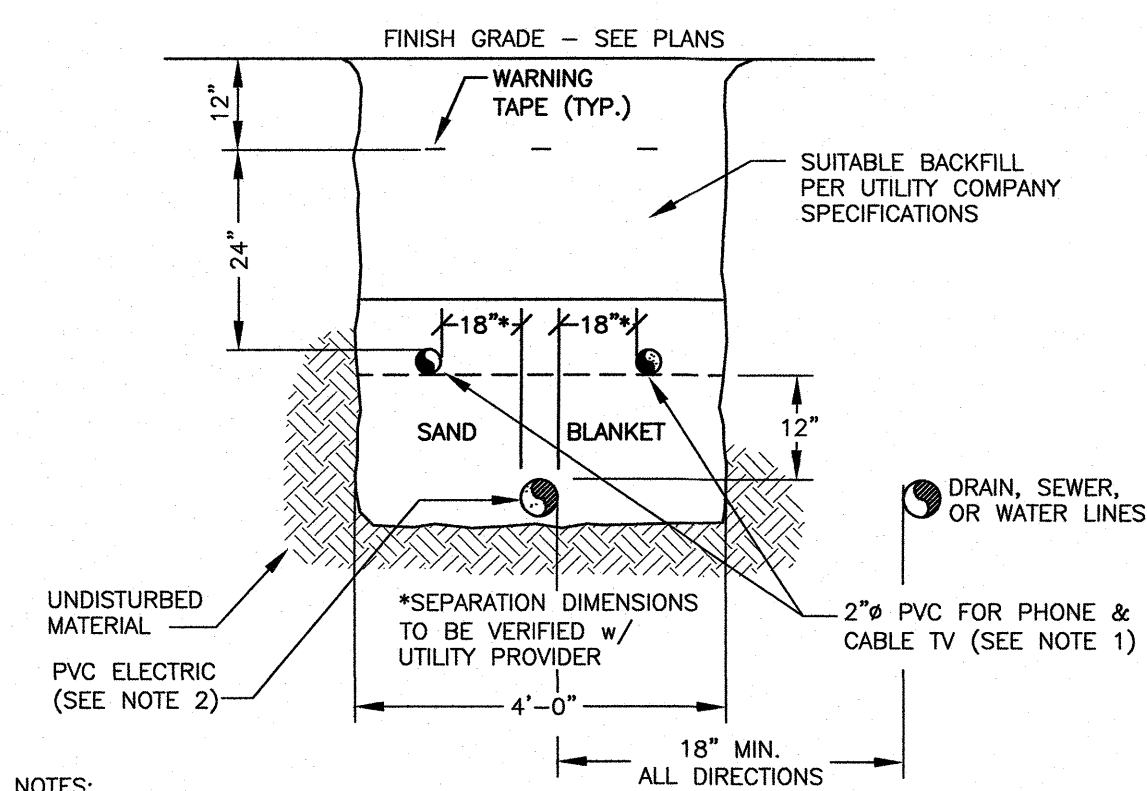 FINISH GRADE – SEE PLANS
12"
WARNING
TAPE (TYP.)
SUITABLE BACKFILL
PER UTILITY COMPANY
SPECIFICATIONS
24"
18"*
18"*
SAND
BLANKET
12"
DRAIN, SEWER,
OR WATER LINES
UNDISTURBED
MATERIAL
*SEPARATION DIMENSIONS
TO BE VERIFIED w/
UTILITY PROVIDER
2"ø PVC FOR PHONE &
CABLE TV (SEE NOTE 1)
PVC ELECTRIC
(SEE NOTE 2)
4'-0"
18" MIN.
ALL DIRECTIONS
NOTES: